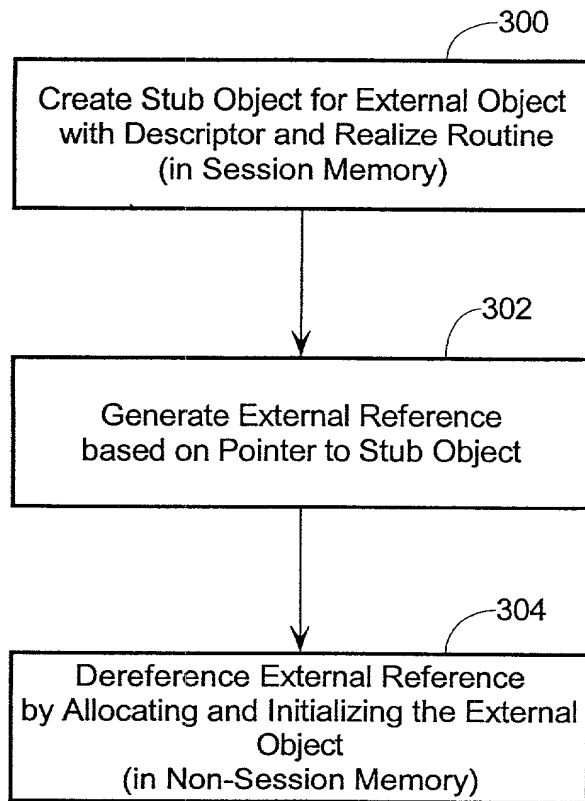 300
Create Stub Object for External Object
with Descriptor and Realize Routine
(in Session Memory)
302
Generate External Reference
based on Pointer to Stub Object
304
Dereference External Reference
by Allocating and Initializing the External
Object
(in Non-Session Memory)